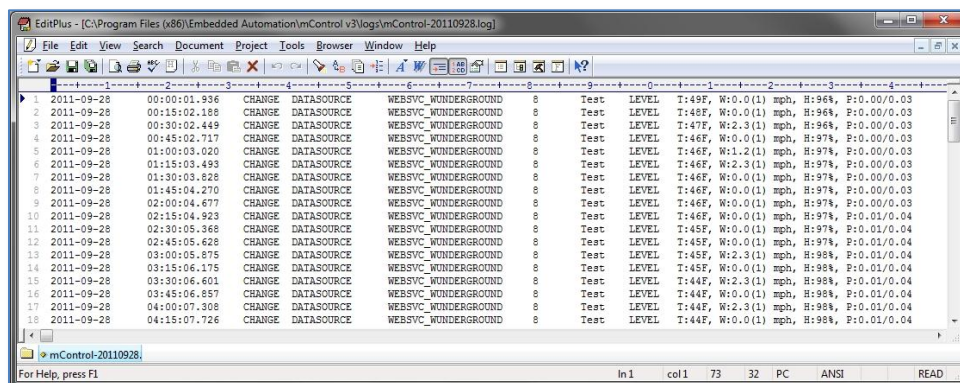 EditPlus - [C:\Program Files (x86)\Embedded Automation\mControl v3\logs\mControl-20110928.log]
File Edit View Search Document Project Tools Browser Window Help
----+----1----+----2----+----3----+----4----+----5----+----6----+----7----+----8----+----9----+----0----+----1----+----2----+----3----+----4----+----
1 2011-09-28 00:00:01.936 CHANGE DATASOURCE WEBSVC_WUNDERGROUND 8 Test LEVEL T:49F, W:0.0(1) mph, H:96%, P:0.00/0.03
2 2011-09-28 00:15:02.188 CHANGE DATASOURCE WEBSVC_WUNDERGROUND 8 Test LEVEL T:48F, W:0.0(1) mph, H:96%, P:0.00/0.03
3 2011-09-28 00:30:02.449 CHANGE DATASOURCE WEBSVC_WUNDERGROUND 8 Test LEVEL T:47F, W:2.3(1) mph, H:96%, P:0.00/0.03
4 2011-09-28 00:45:02.717 CHANGE DATASOURCE WEBSVC_WUNDERGROUND 8 Test LEVEL T:46F, W:0.0(1) mph, H:97%, P:0.00/0.03
5 2011-09-28 01:00:03.020 CHANGE DATASOURCE WEBSVC_WUNDERGROUND 8 Test LEVEL T:46F, W:1.2(1) mph, H:97%, P:0.00/0.03
6 2011-09-28 01:15:03.493 CHANGE DATASOURCE WEBSVC_WUNDERGROUND 8 Test LEVEL T:46F, W:2.3(1) mph, H:97%, P:0.00/0.03
7 2011-09-28 01:30:03.828 CHANGE DATASOURCE WEBSVC_WUNDERGROUND 8 Test LEVEL T:46F, W:0.0(1) mph, H:97%, P:0.00/0.03
8 2011-09-28 01:45:04.270 CHANGE DATASOURCE WEBSVC_WUNDERGROUND 8 Test LEVEL T:46F, W:0.0(1) mph, H:97%, P:0.00/0.03
9 2011-09-28 02:00:04.677 CHANGE DATASOURCE WEBSVC_WUNDERGROUND 8 Test LEVEL T:46F, W:0.0(1) mph, H:97%, P:0.00/0.03
10 2011-09-28 02:15:04.923 CHANGE DATASOURCE WEBSVC_WUNDERGROUND 8 Test LEVEL T:46F, W:0.0(1) mph, H:97%, P:0.01/0.04
11 2011-09-28 02:30:05.368 CHANGE DATASOURCE WEBSVC_WUNDERGROUND 8 Test LEVEL T:45F, W:0.0(1) mph, H:97%, P:0.01/0.04
12 2011-09-28 02:45:05.628 CHANGE DATASOURCE WEBSVC_WUNDERGROUND 8 Test LEVEL T:45F, W:0.0(1) mph, H:97%, P:0.01/0.04
13 2011-09-28 03:00:05.875 CHANGE DATASOURCE WEBSVC_WUNDERGROUND 8 Test LEVEL T:45F, W:2.3(1) mph, H:98%, P:0.01/0.04
14 2011-09-28 03:15:06.175 CHANGE DATASOURCE WEBSVC_WUNDERGROUND 8 Test LEVEL T:45F, W:0.0(1) mph, H:98%, P:0.01/0.04
15 2011-09-28 03:30:06.601 CHANGE DATASOURCE WEBSVC_WUNDERGROUND 8 Test LEVEL T:44F, W:2.3(1) mph, H:98%, P:0.01/0.04
16 2011-09-28 03:45:06.857 CHANGE DATASOURCE WEBSVC_WUNDERGROUND 8 Test LEVEL T:44F, W:2.3(1) mph, H:98%, P:0.01/0.04
17 2011-09-28 04:00:07.308 CHANGE DATASOURCE WEBSVC_WUNDERGROUND 8 Test LEVEL T:44F, W:2.3(1) mph, H:98%, P:0.01/0.04
18 2011-09-28 04:15:07.726 CHANGE DATASOURCE WEBSVC_WUNDERGROUND 8 Test LEVEL T:44F, W:0.0(1) mph, H:98%, P:0.01/0.04
mControl-20110928.
For Help, press F1 ln 1 col 1 73 32 PC ANSI READ